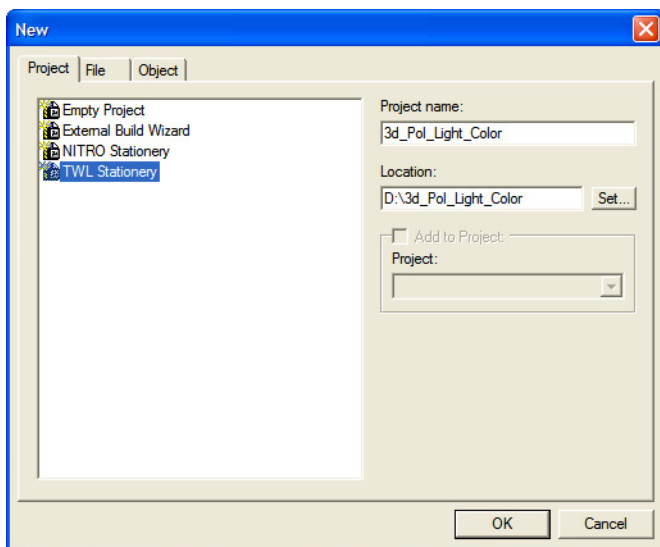 New
Project File Object
Empty Project
External Build Wizard
NITRO Stationery
TWL Stationery
Project name:
3d_Pol_Light_Color
Location:
D:\3d_Pol_Light_Color Set...
Add to Project:
Project:
OK Cancel